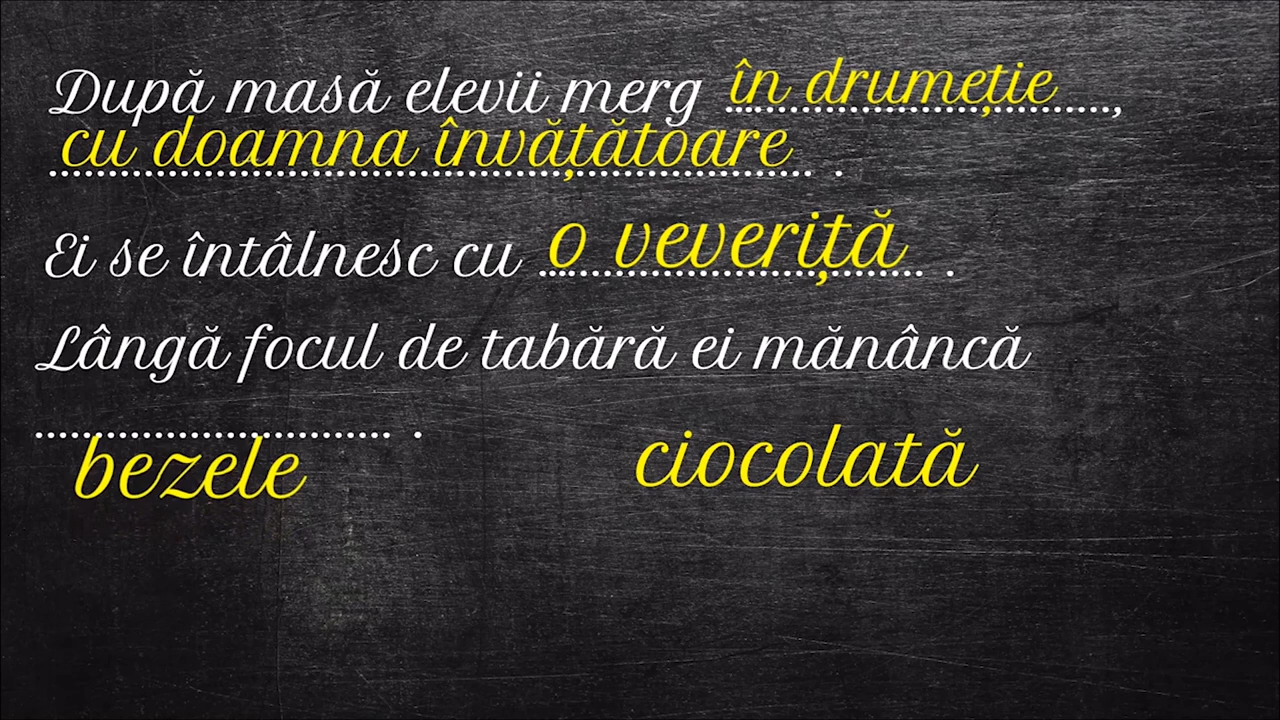 După masă elevii merg în drumeție,
cu doamna învățătoare .
Ei se întâlnesc cu o veveriță .
Lângă focul de tabără ei mănâncă
.............................. .
bezele ciocolată